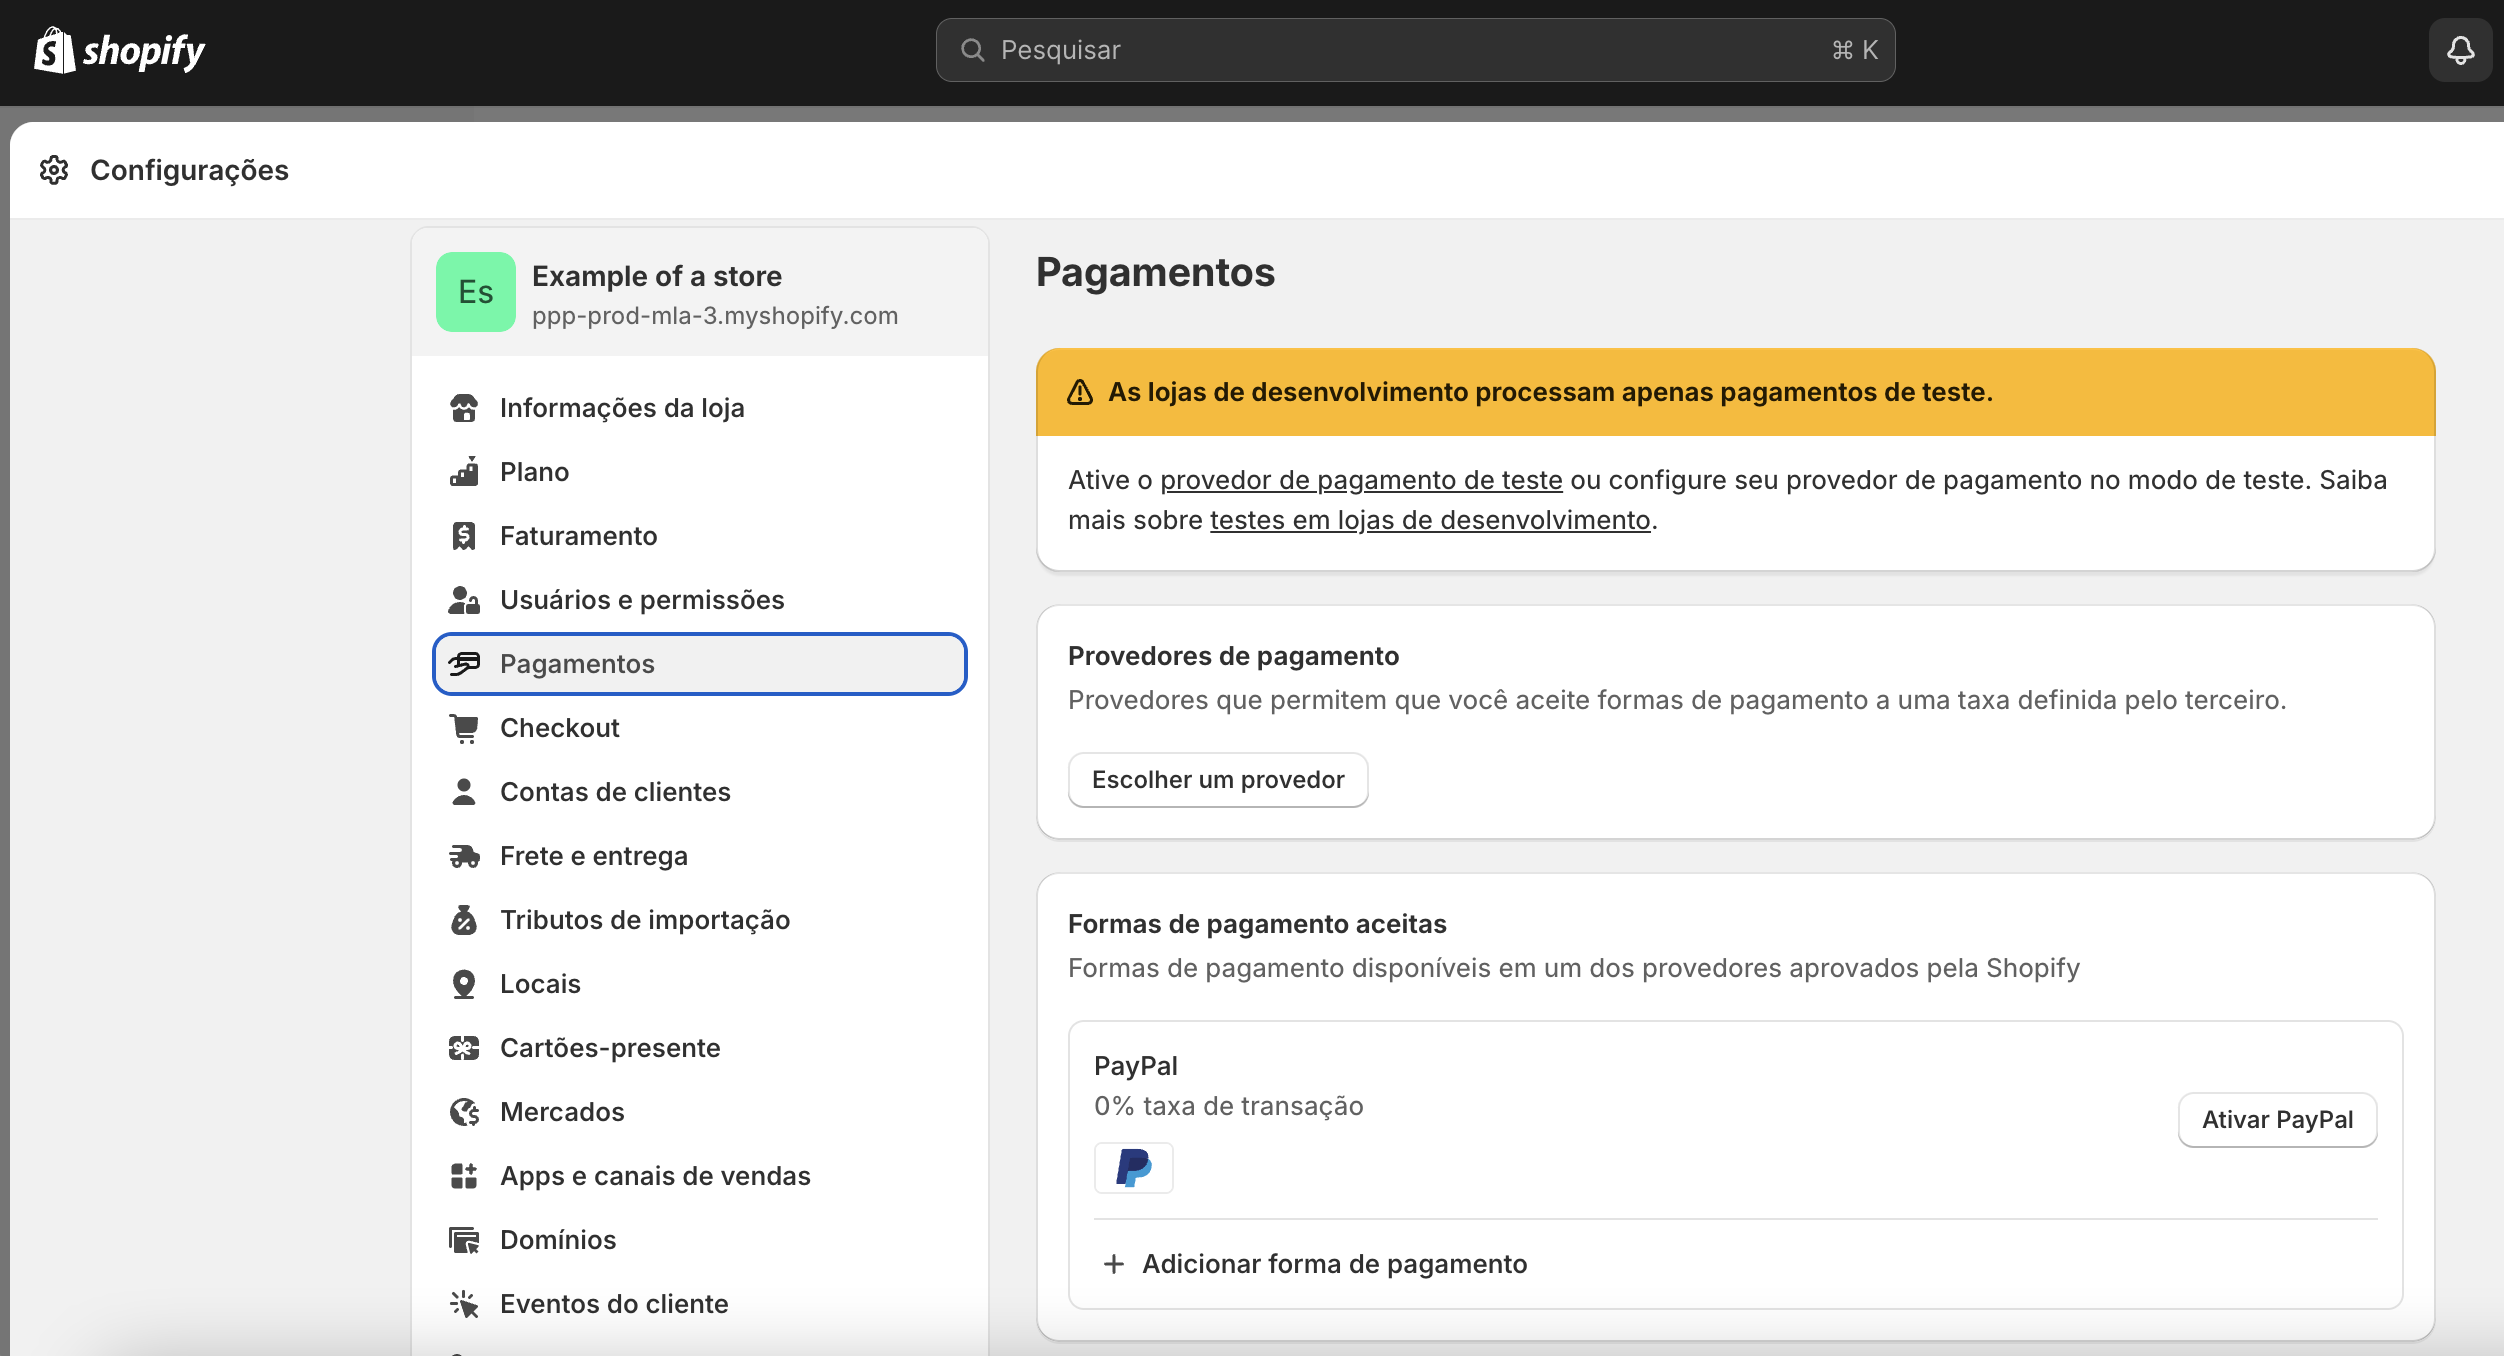 shopify
Pesquisar
⌘ K
Configurações
Es
Example of a store
ppp-prod-mla-3.myshopify.com
Informações da loja
Plano
Faturamento
Usuários e permissões
Pagamentos
Checkout
Contas de clientes
Frete e entrega
Tributos de importação
Locais
Cartões-presente
Mercados
Apps e canais de vendas
Domínios
Eventos do cliente
Pagamentos
As lojas de desenvolvimento processam apenas pagamentos de teste.
Ative o provedor de pagamento de teste ou configure seu provedor de pagamento no modo de teste. Saiba
mais sobre testes em lojas de desenvolvimento.
Provedores de pagamento
Provedores que permitem que você aceite formas de pagamento a uma taxa definida pelo terceiro.
Escolher um provedor
Formas de pagamento aceitas
Formas de pagamento disponíveis em um dos provedores aprovados pela Shopify
PayPal
0% taxa de transação
Ativar PayPal
+ Adicionar forma de pagamento